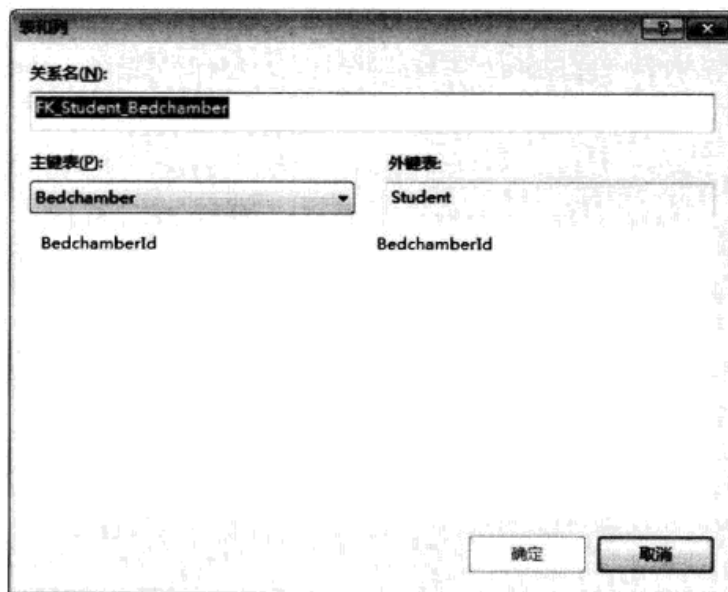 表和列
关系名(N):
FK_Student_Bedchamber
主键表(P):
外键表:
Bedchamber
Student
BedchamberId
BedchamberId
确定
取消